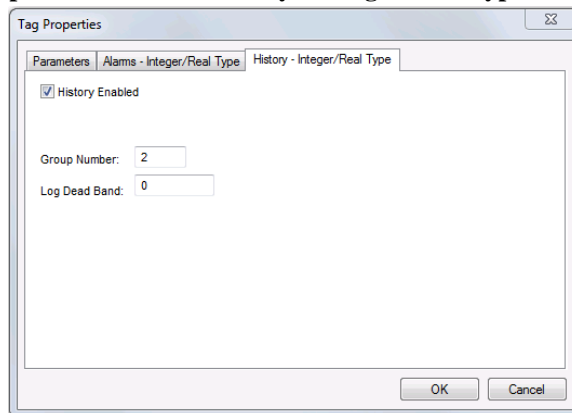 Tag Properties
Parameters Alarms - Integer/Real Type History - Integer/Real Type
History Enabled
Group Number: 2
Log Dead Band: 0
OK Cancel